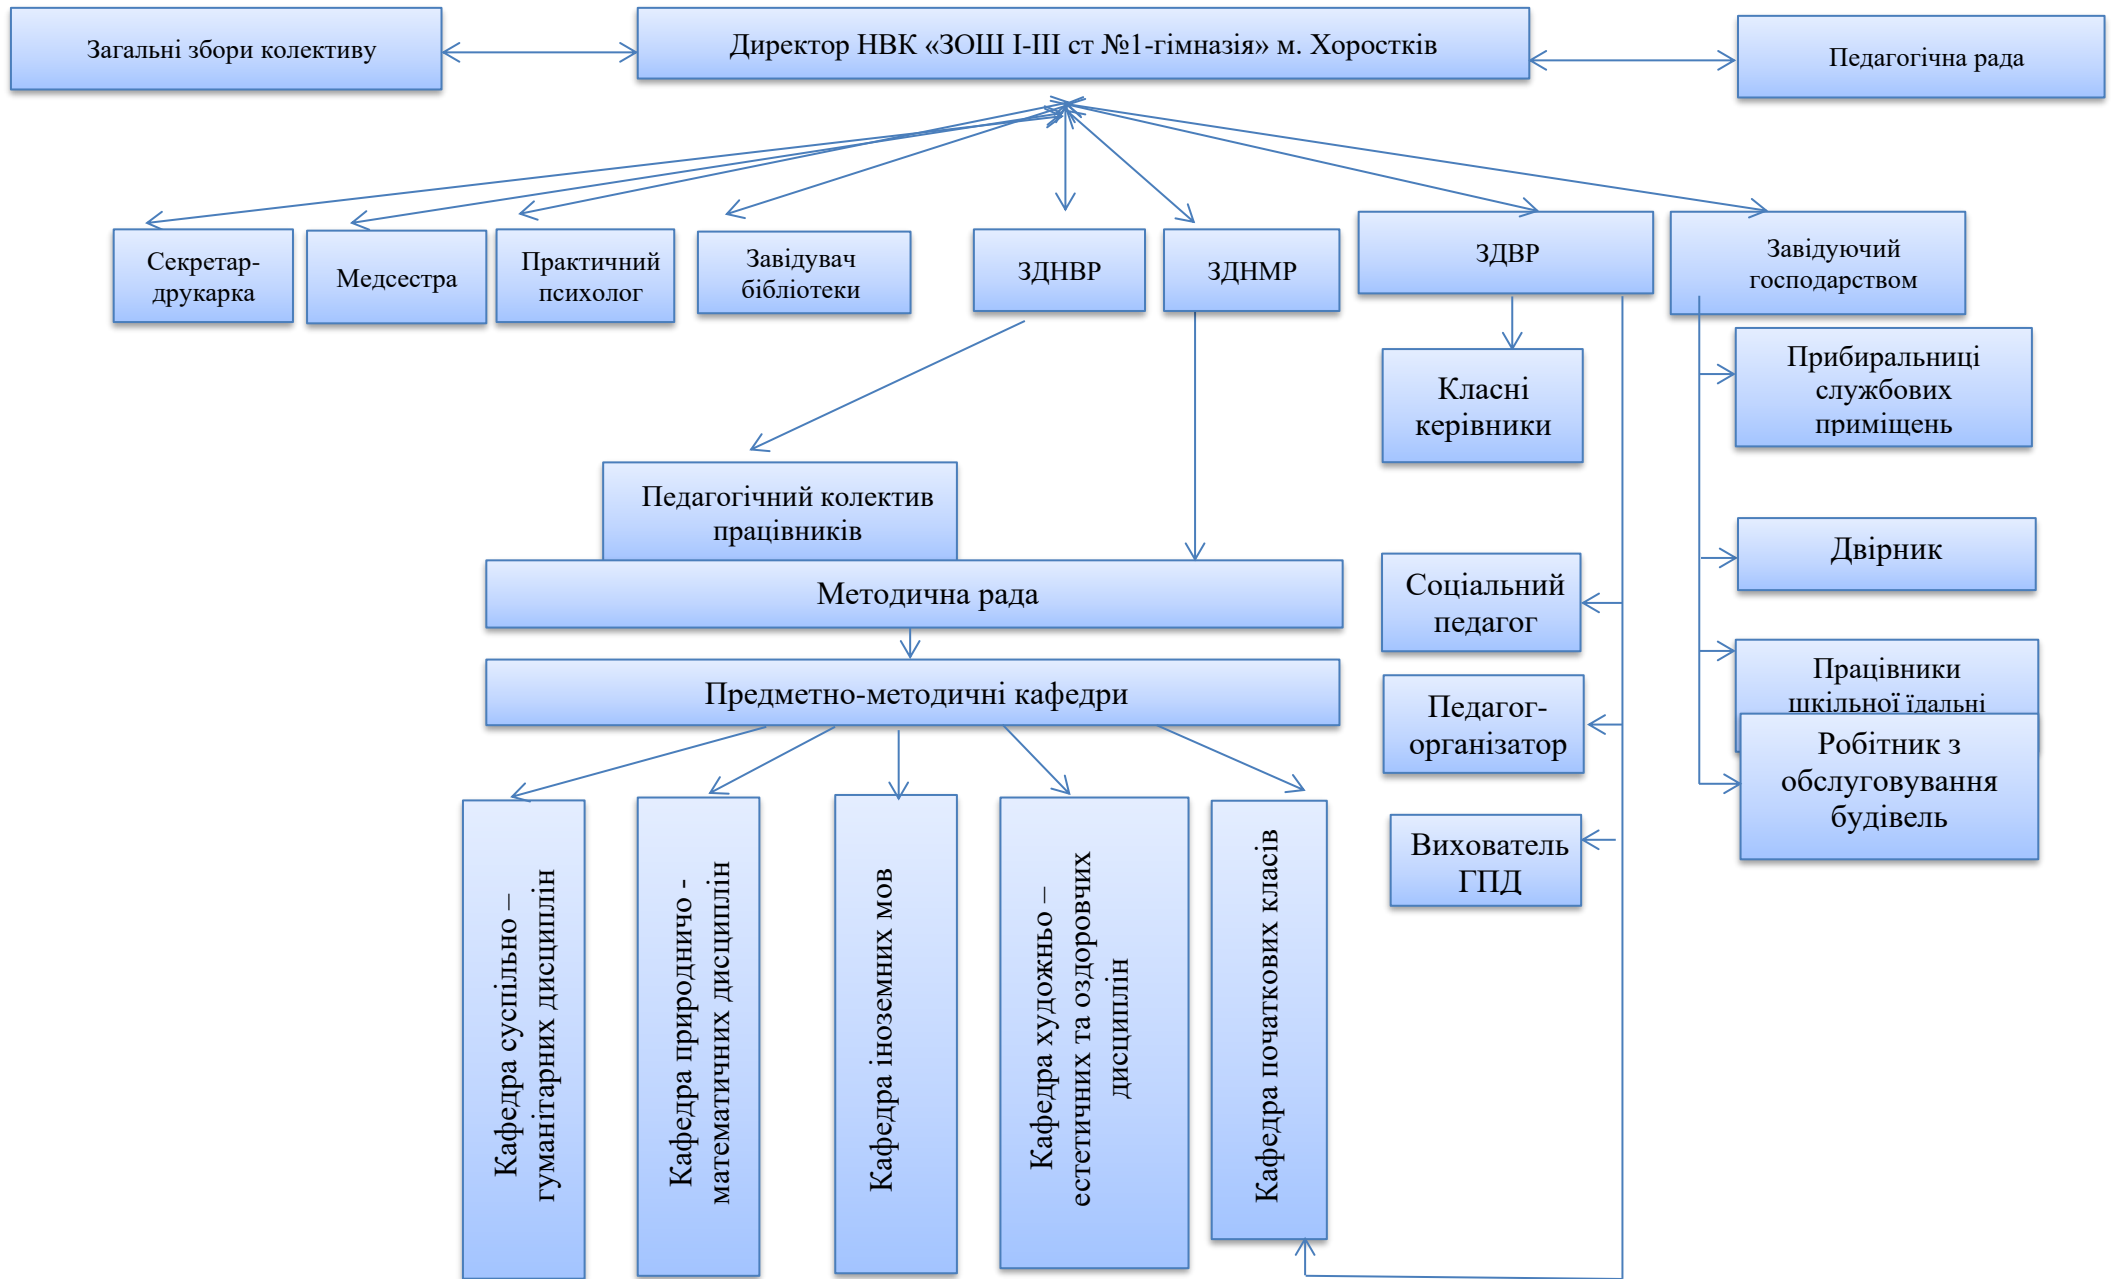 Загальні збори колективу
Директор НВК «ЗОШ І-ІІІ ст №1-гімназія» м. Хоростків
Педагогічна рада
Секретар-
друкарка
Медсестра
Практичний
психолог
Завідувач
бібліотеки
ЗДНВР
ЗДНМР
ЗДВР
Завідуючий
господарством
Прибиральниці
службових
приміщень
Класні
керівники
Педагогічний колектив
працівників
Двірник
Методична рада
Соціальний
педагог
Предметно-методичні кафедри
Працівники
шкільної їдальні
Педагог-
організатор
Робітник з
обслуговування
будівель
Вихователь
ГПД
Кафедра суспільно –
гуманітарних дисциплін
Кафедра природничо -
математичних дисциплін
Кафедра іноземних мов
Кафедра художньо –
естетичних та оздоровчих
дисциплін
Кафедра початкових класів